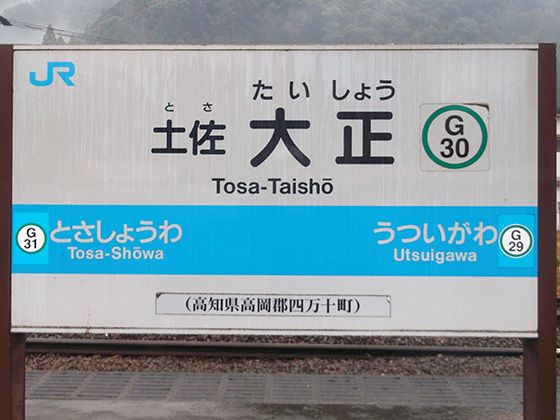 JR
たいしょう
とさ
土佐 大正
Tosa-Taishō
G
30
G
31
とさしょうわ
Tosa-Shōwa
うついがわ
Utsuigawa
G
29
(高知県高岡郡四万十町)